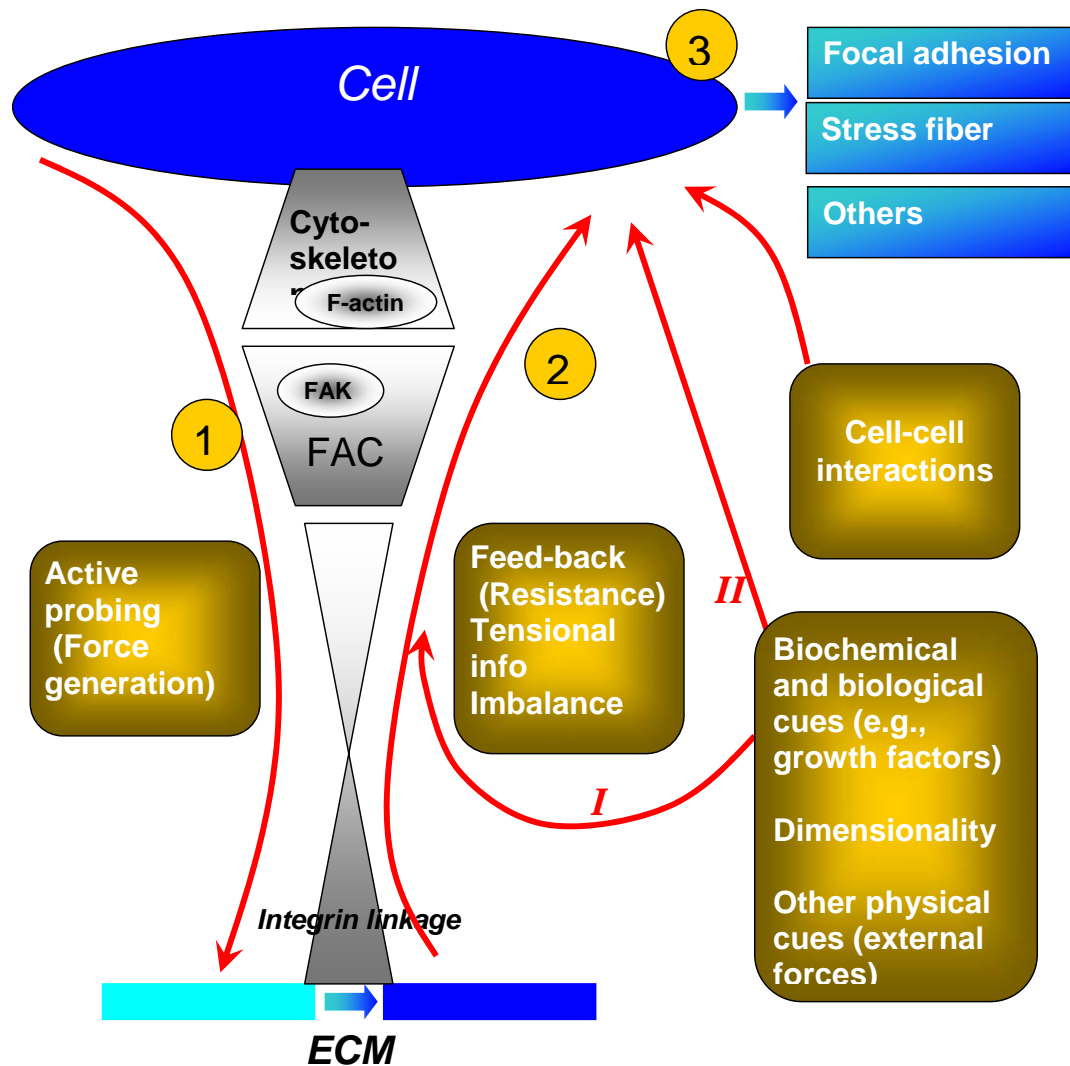 Cell
3
Focal adhesion
Stress fiber
Others
Cyto-
skeleto
F-actin
FAK
FAC
1
2
Cell-cell
interactions
Active
probing
(Force
generation)
Feed-back
(Resistance)
Tensional
info
Imbalance
II
I
Biochemical
and biological
cues (e.g.,
growth factors)
Dimensionality
Other physical
cues (external
forces)
Integrin linkage
ECM